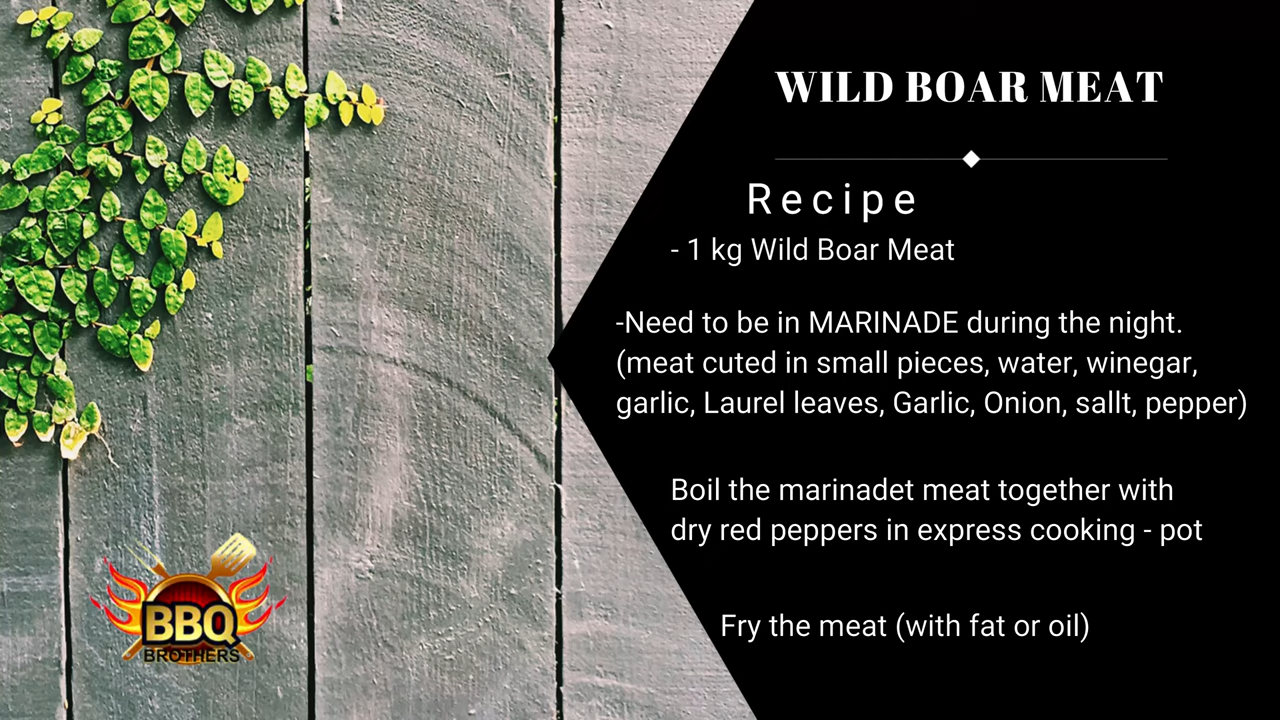 WILD BOAR MEAT
Recipe
- 1 kg Wild Boar Meat
-Need to be in MARINADE during the night.
(meat cuted in small pieces, water, winegar,
garlic, Laurel leaves, Garlic, Onion, sallt, pepper)
Boil the marinadet meat together with
dry red peppers in express cooking - pot
Fry the meat (with fat or oil)
BBQ
BROTHERS